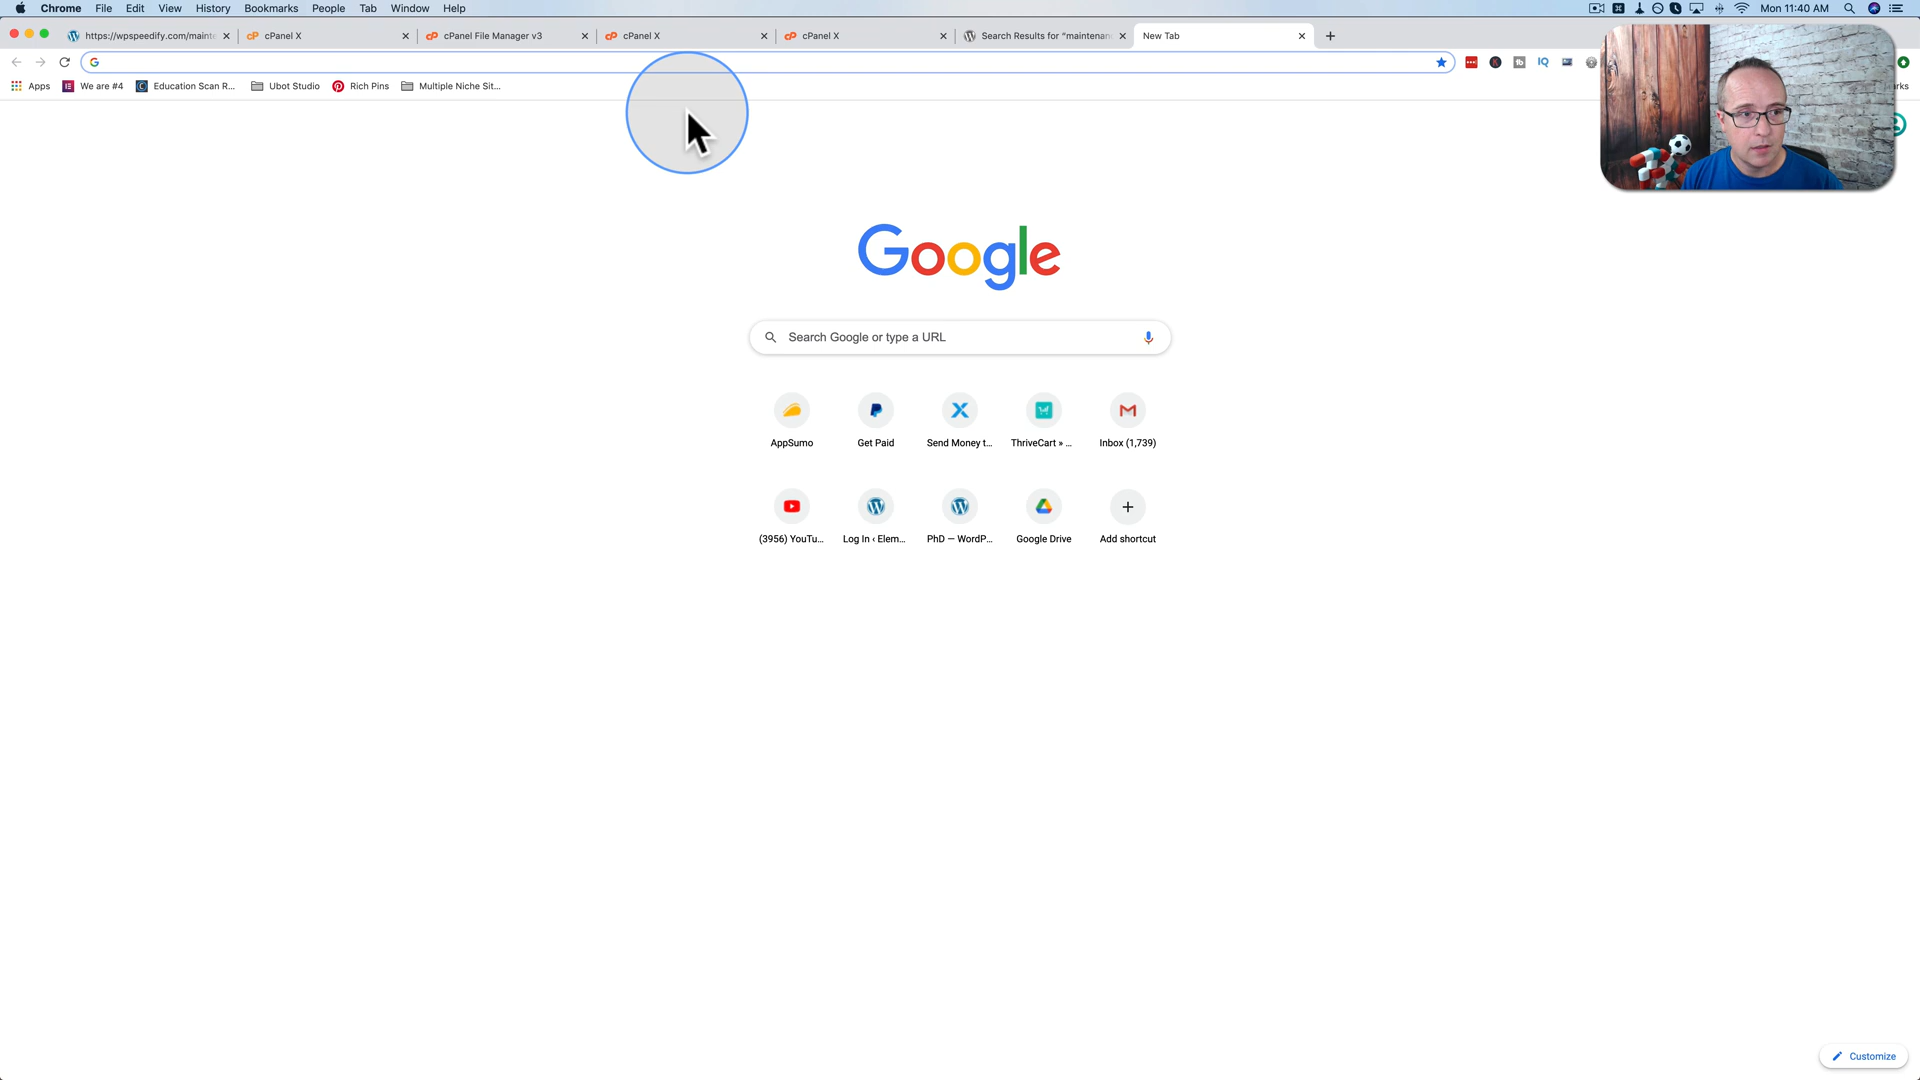 Chrome File Edit View History Bookmarks People Tab Window Help Mon 11:40 AM
https://wpspeedify.com/maint cPanel X cPanel File Manager v3 cPanel X cPanel X Search Results for “maintenan New Tab
Apps We are #4 Education Scan R... Ubot Studio Rich Pins Multiple Niche Sit...
Google
Search Google or type a URL
AppSumo Get Paid Send Money t... ThriveCart » ... Inbox (1,739)
(3956) YouTu... Log In ‹ Elem... PhD — WordP... Google Drive Add shortcut
Customize